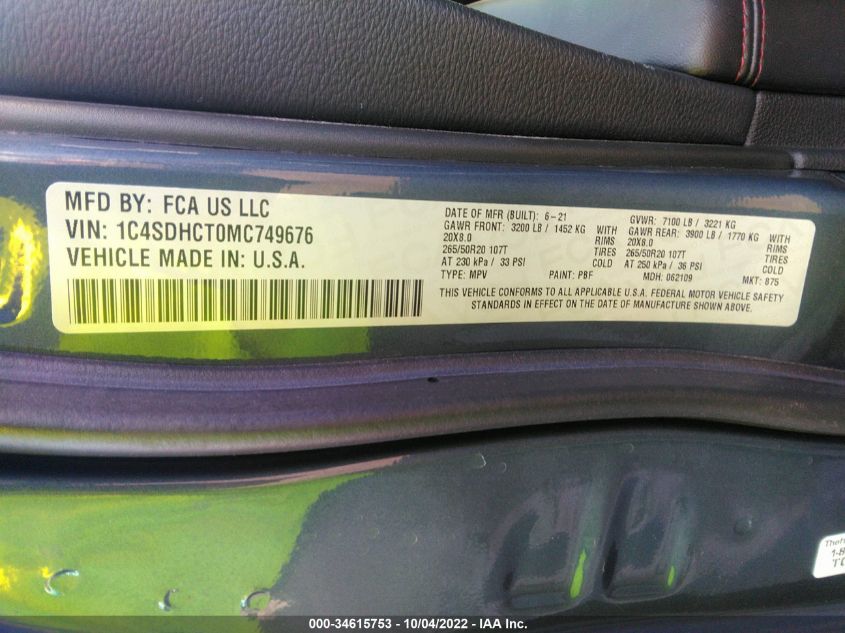 MFD BY: FCA US LLC
VIN: 1C4SDHCT0MC749676
VEHICLE MADE IN: U.S.A.
DATE OF MFR (BUILT): 6-21 GVWR: 7100 LB / 3221 KG
GAWR FRONT: 3200 LB / 1452 KG WITH GAWR REAR: 3900 LB / 1770 KG WITH
20X8.0 RIMS 20X8.0 RIMS
265/50R20 107T TIRES 265/50R20 107T TIRES
AT 230 kPa / 33 PSI COLD AT 250 kPa / 36 PSI COLD
TYPE: MPV PAINT: PBF MDH: 062109 MKT: 875
THIS VEHICLE CONFORMS TO ALL APPLICABLE U.S.A. FEDERAL MOTOR VEHICLE SAFETY
STANDARDS IN EFFECT ON THE DATE OF MANUFACTURE SHOWN ABOVE.
000-34615753 - 10/04/2022 - IAA Inc.